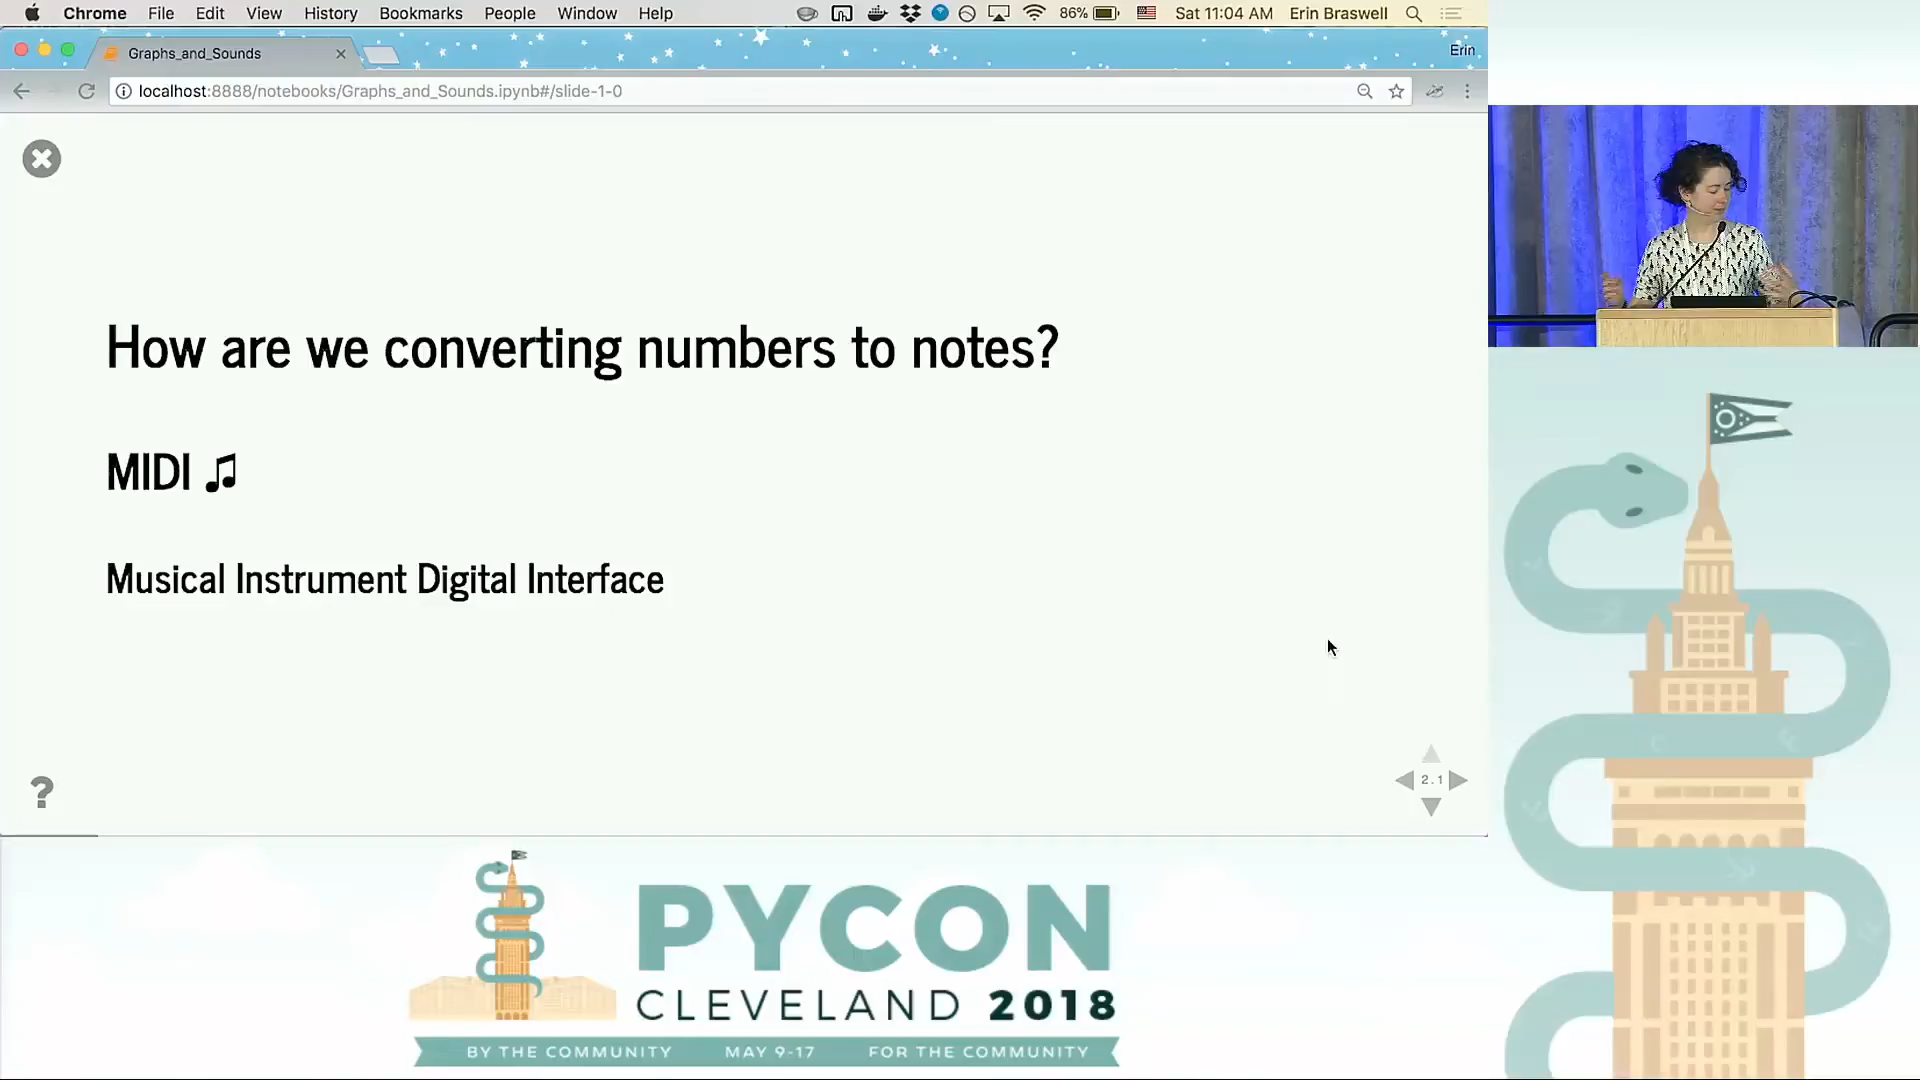 Chrome File Edit View History Bookmarks People Window Help 86% Sat 11:04 AM Erin Braswell
Graphs_and_Sounds Erin
localhost:8888/notebooks/Graphs_and_Sounds.ipynb#/slide-1-0
How are we converting numbers to notes?
MIDI ♫
Musical Instrument Digital Interface
2.1
?
PYCON
CLEVELAND 2018
BY THE COMMUNITY MAY 9-17 FOR THE COMMUNITY